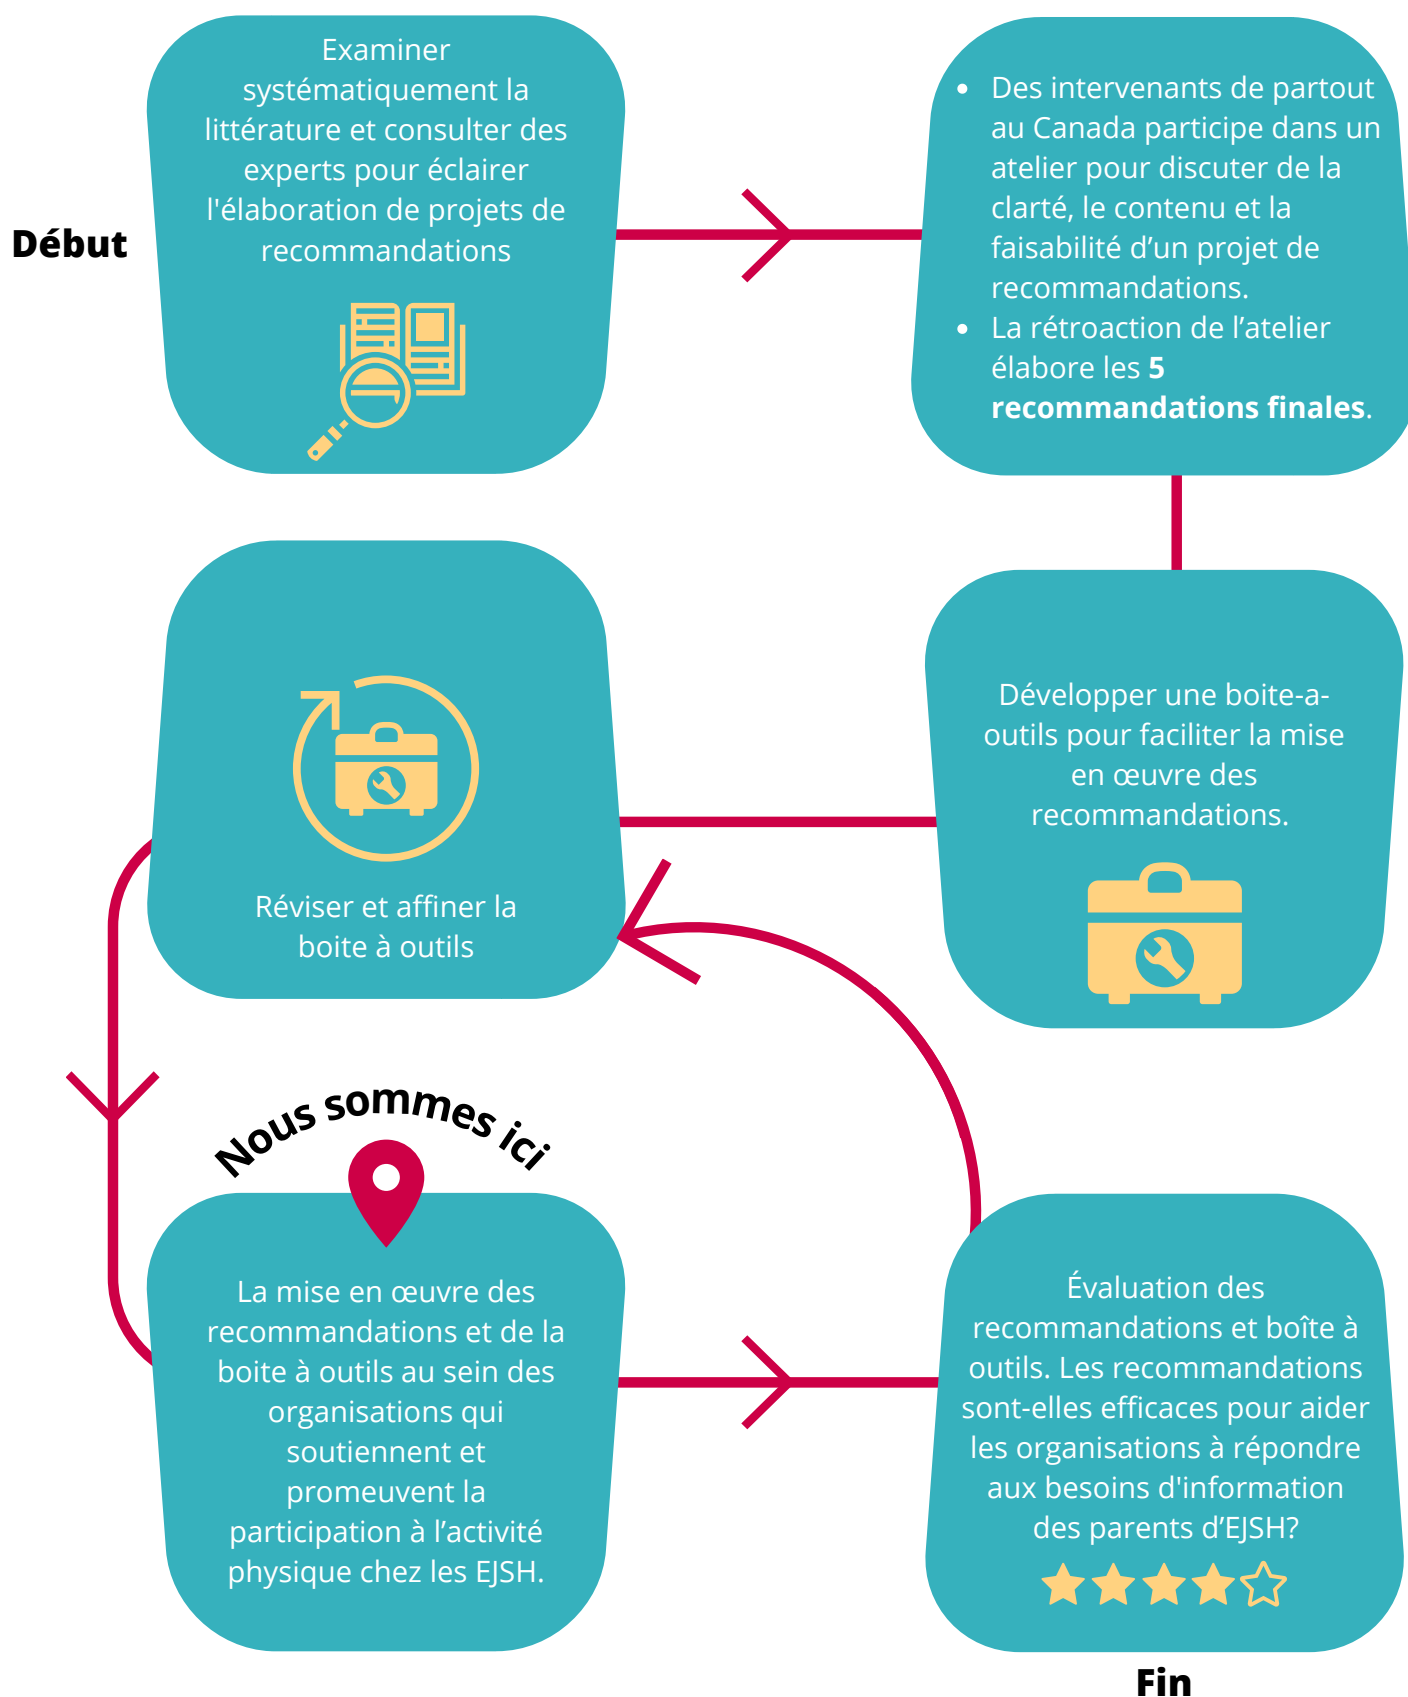 Début
Examiner
systématiquement la
littérature et consulter des
experts pour éclairer
l'élaboration de projets de
recommandations
• Des intervenants de partout
au Canada participe dans un
atelier pour discuter de la
clarté, le contenu et la
faisabilité d’un projet de
recommandations.
• La rétroaction de l’atelier
élabore les 5
recommandations finales.
Développer une boite-a-
outils pour faciliter la mise
en œuvre des
recommandations.
Réviser et affiner la
boite à outils
Nous sommes ici
La mise en œuvre des
recommandations et de la
boite à outils au sein des
organisations qui
soutiennent et
promeuvent la
participation à l’activité
physique chez les EJSH.
Évaluation des
recommandations et boîte à
outils. Les recommandations
sont-elles efficaces pour aider
les organisations à répondre
aux besoins d'information
des parents d’EJSH?
Fin